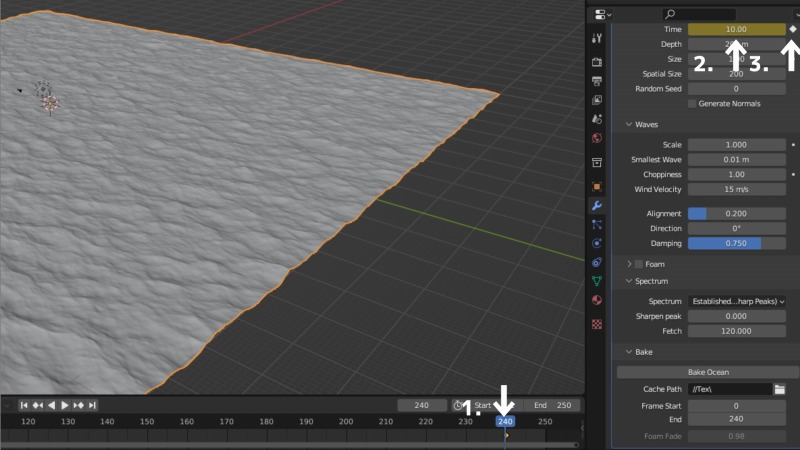 Time 10.00
Depth
2. 3.
Size
Spatial Size 200
Random Seed 0
Generate Normals
Waves
Scale 1.000
Smallest Wave 0.01 m
Choppiness 1.00
Wind Velocity 15 m/s
Alignment 0.200
Direction 0°
Damping 0.750
Foam
Spectrum
Spectrum Established...harp Peaks)
Sharpen peak 0.000
Fetch 120.000
Bake
Bake Ocean
Cache Path //Tex\
Frame Start 0
End 240
Foam Fade 0.98
240 Start End 250
1.
120 130 140 150 160 170 180 190 200 210 220 230 240 250